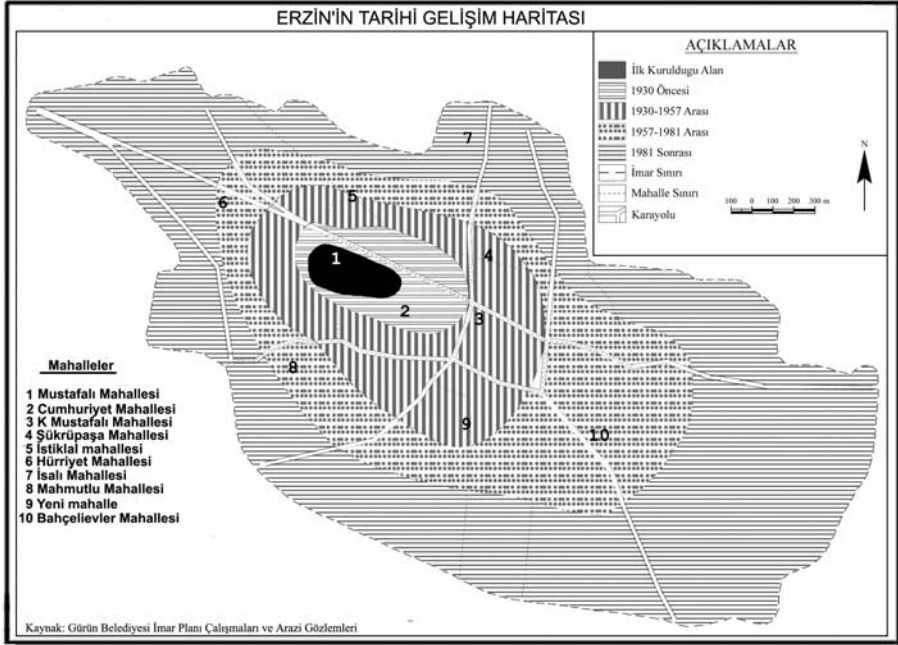 ERZİN'İN TARİHİ GELİŞİM HARİTASI
AÇIKLAMALAR
İlk Kuruldugu Alan
1930 Öncesi
1930-1957 Arası
1957-1981 Arası
1981 Sonrası
İmar Sınırı
Mahalle Sınırı
Karayolu
N
100 0 100 200 300 m
7
6
5
1
4
2
3
8
9
10
Mahalleler
1 Mustafalı Mahallesi
2 Cumhuriyet Mahallesi
3 K Mustafalı Mahallesi
4 Şükrüpaşa Mahallesi
5 İstiklal mahallesi
6 Hürriyet Mahallesi
7 İsalı Mahallesi
8 Mahmutlu Mahallesi
9 Yeni mahalle
10 Bahçelievler Mahallesi
Kaynak: Gürün Belediyesi İmar Planı Çalışmaları ve Arazi Gözlemleri